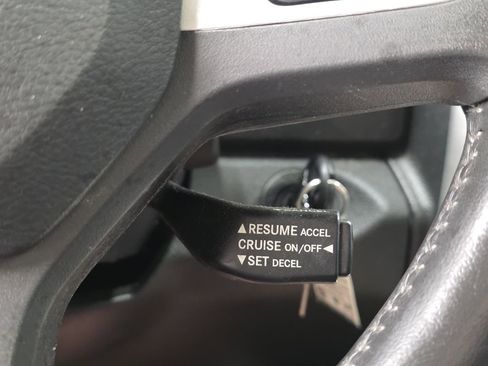 ▲RESUME ACCEL
CRUISE ON/OFF◄
▼SET DECEL